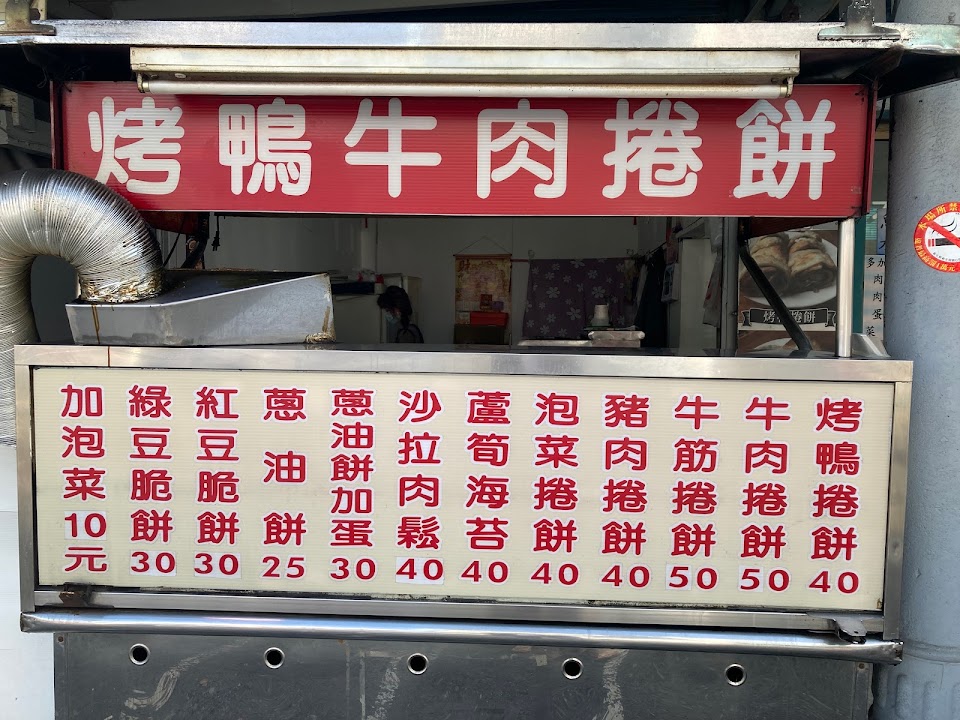 烤鴨牛肉捲餅
烤鴨捲餅40
牛肉捲餅50
牛筋捲餅50
豬肉捲餅40
泡菜捲餅40
蘆筍海苔40
沙拉肉鬆40
蔥油餅加蛋30
蔥油餅25
紅豆脆餅30
綠豆脆餅30
加泡菜10元